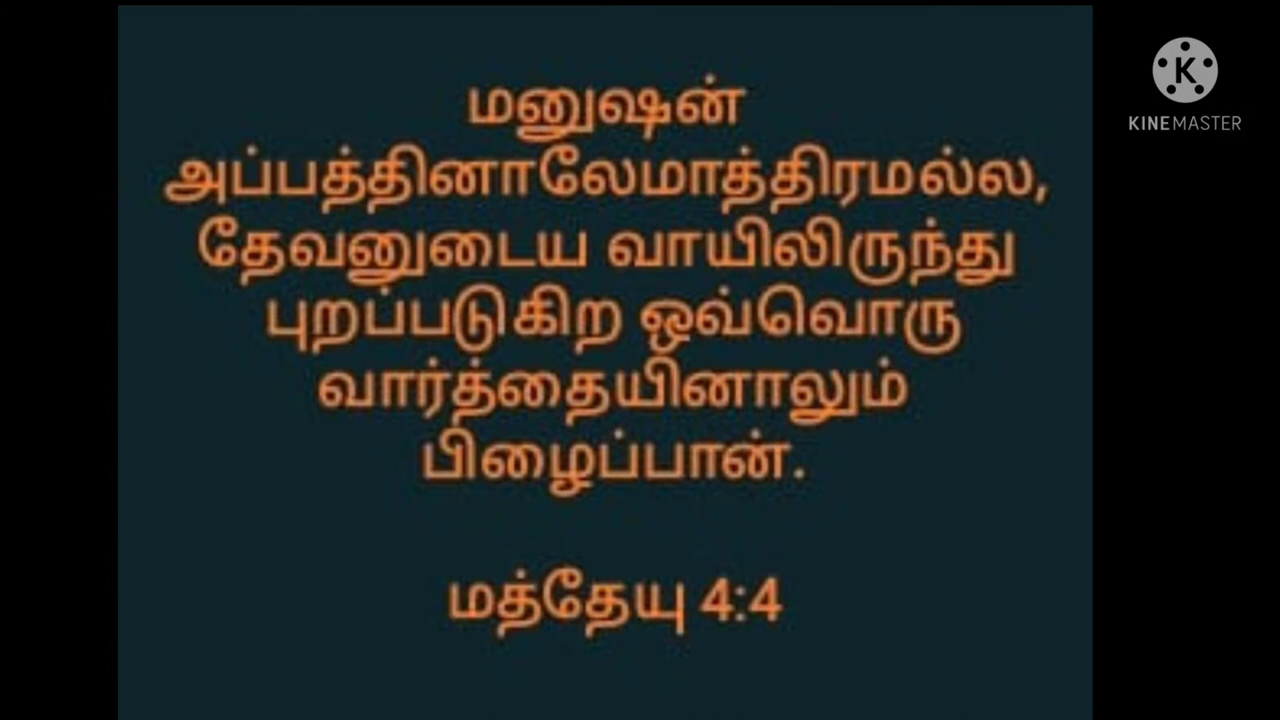 மனுஷன்
அப்பத்தினாலேமாத்திரமல்ல,
தேவனுடைய வாயிலிருந்து
புறப்படுகிற ஒவ்வொரு
வார்த்தையினாலும்
பிழைப்பான்.
மத்தேயு 4:4
K
KINEMASTER